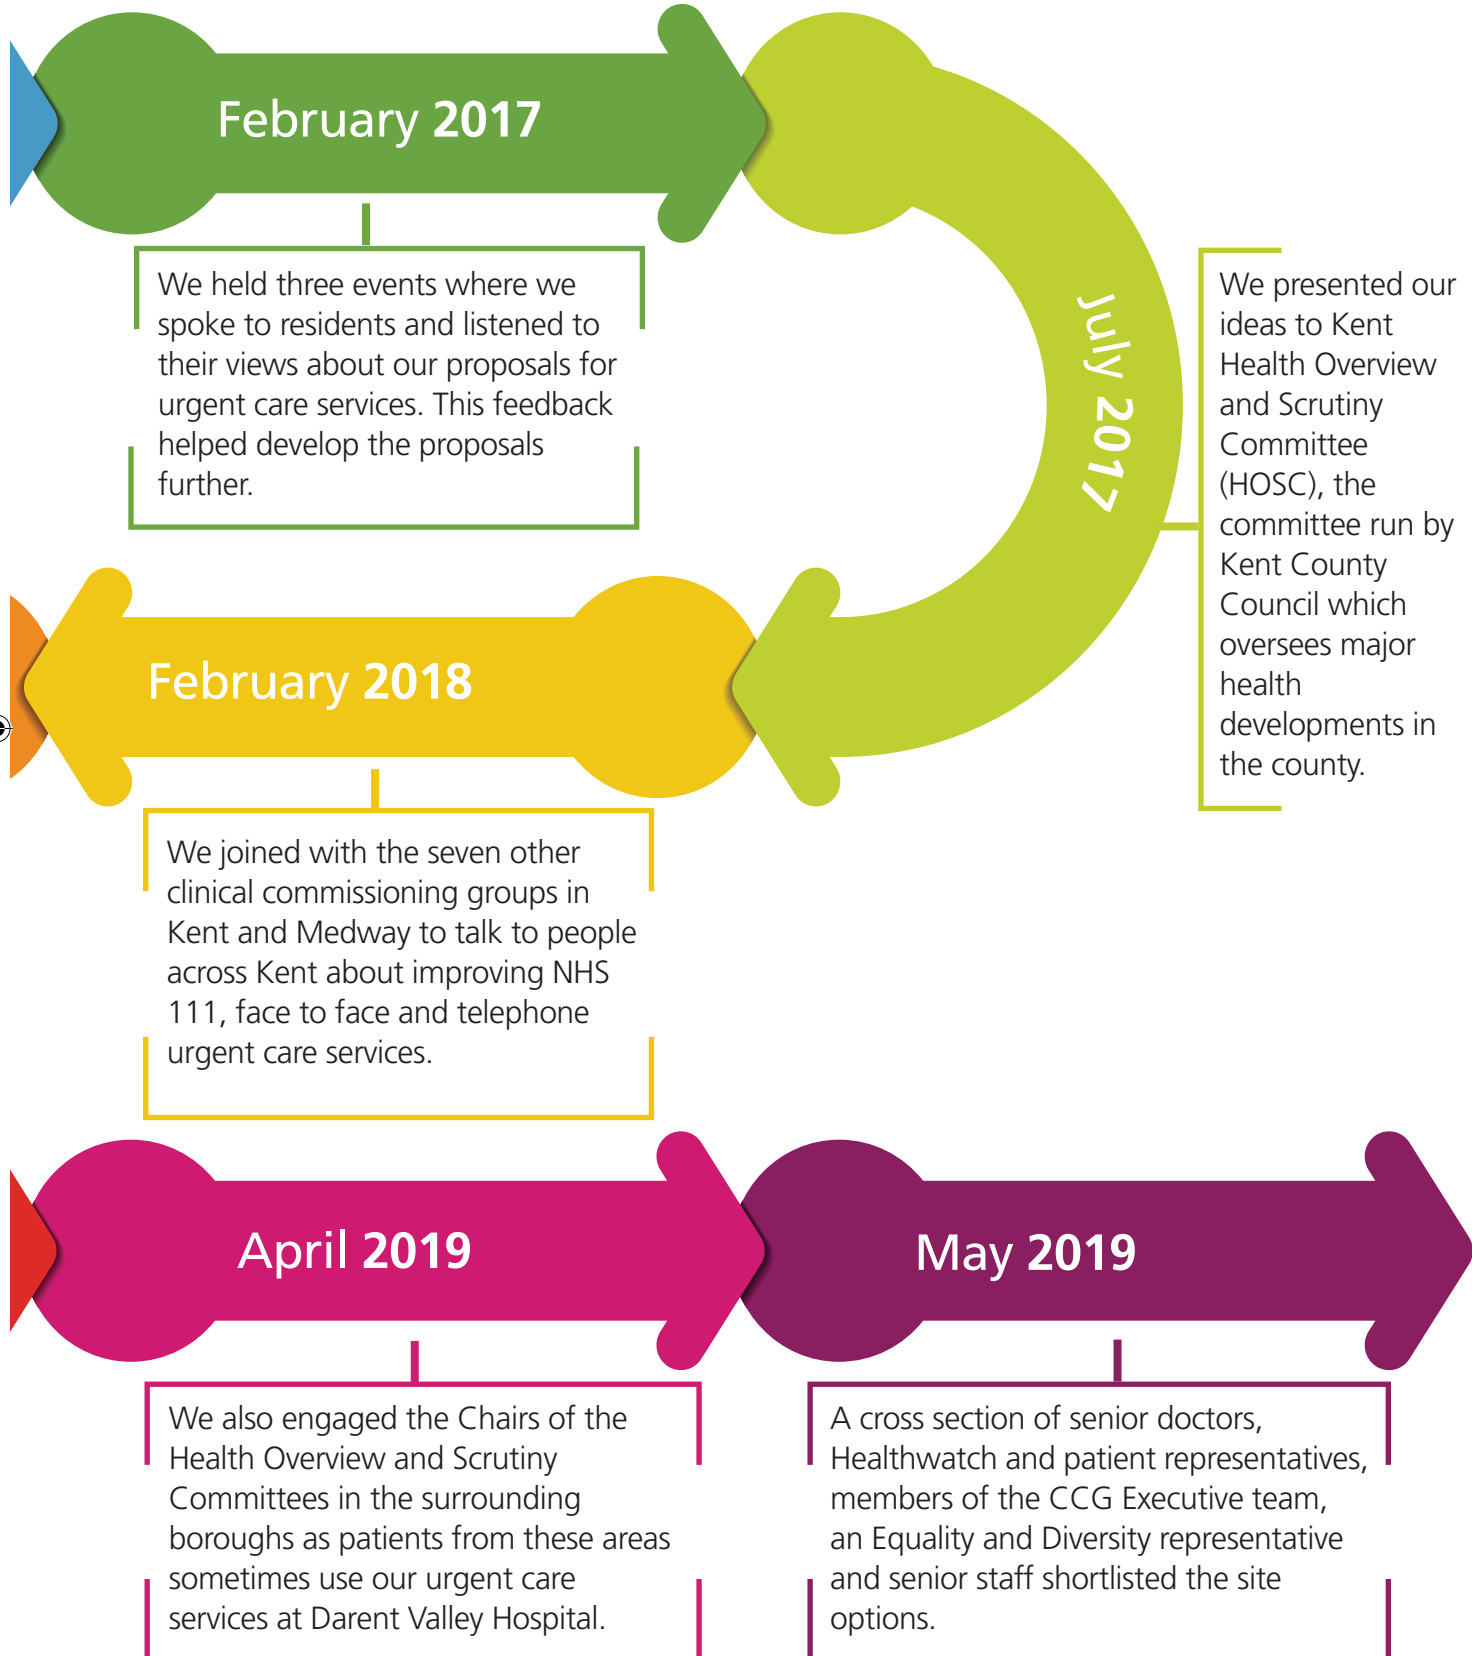 February 2017
We held three events where we
spoke to residents and listened to
their views about our proposals for
urgent care services. This feedback
helped develop the proposals
further.
July 2017
We presented our
ideas to Kent
Health Overview
and Scrutiny
Committee
(HOSC), the
committee run by
Kent County
Council which
oversees major
health
developments in
the county.
February 2018
We joined with the seven other
clinical commissioning groups in
Kent and Medway to talk to people
across Kent about improving NHS
111, face to face and telephone
urgent care services.
April 2019
We also engaged the Chairs of the
Health Overview and Scrutiny
Committees in the surrounding
boroughs as patients from these areas
sometimes use our urgent care
services at Darent Valley Hospital.
May 2019
A cross section of senior doctors,
Healthwatch and patient representatives,
members of the CCG Executive team,
an Equality and Diversity representative
and senior staff shortlisted the site
options.